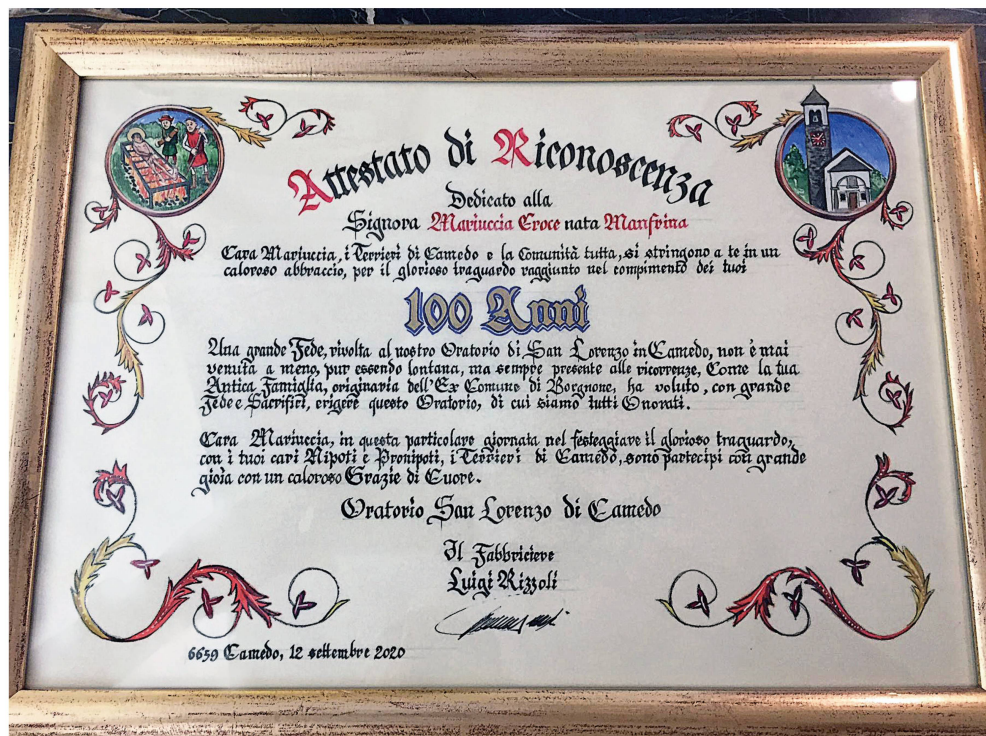 Attestato di Riconoscenza
Dedicato alla
Signora Mariuccia Croce nata Manfrina
Cara Mariuccia, i Terrieri di Camedo e la Comunità tutta, si stringono a te in un
caloroso abbraccio, per il glorioso traguardo raggiunto nel compimento dei tuoi
100 Anni
Una grande Fede, rivolta al nostro Oratorio di San Lorenzo in Camedo, non è mai
venuta a meno, pur essendo lontana, ma sempre presente alle ricorrenze, Come la tua
Antica Famiglia, originaria dell'Ex Comune di Borgnone, ha voluto, con grande
Fede e Sacrifici, erigere questo Oratorio, di cui siamo tutti Onorati.
Cara Mariuccia, in questa particolare giornata nel festeggiare il glorioso traguardo,
con i tuoi cari Nipoti e Pronipoti, i Terrieri di Camedo, sono partecipi con grande
gioia con un caloroso Grazie di Cuore.
Oratorio San Lorenzo di Camedo
Il Fabbriciere
Luigi Rizzoli
6659 Camedo, 12 settembre 2020